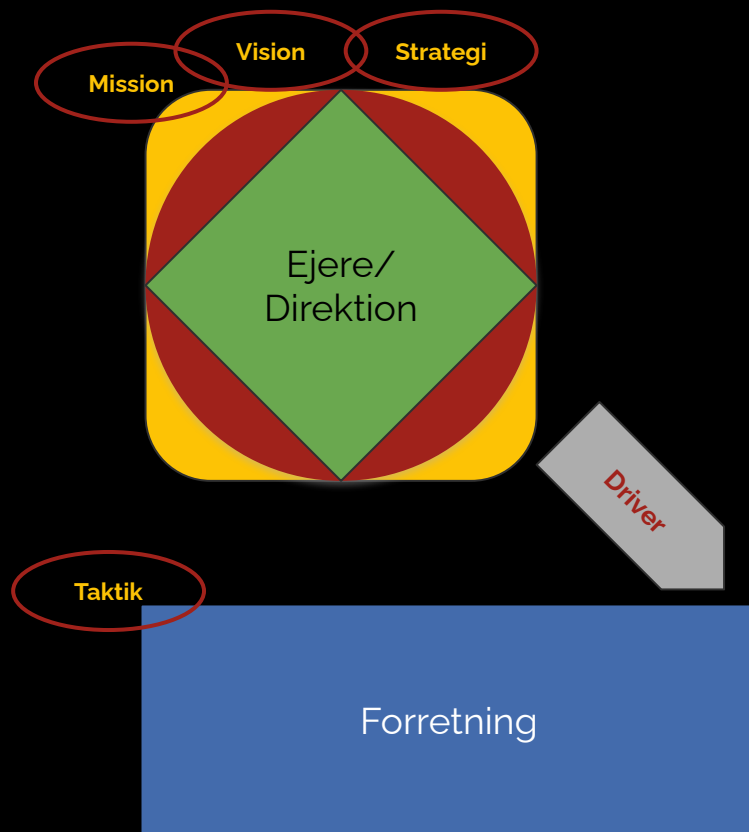 Vision
Strategi
Mission
Ejere/
Direktion
Driver
Taktik
Forretning